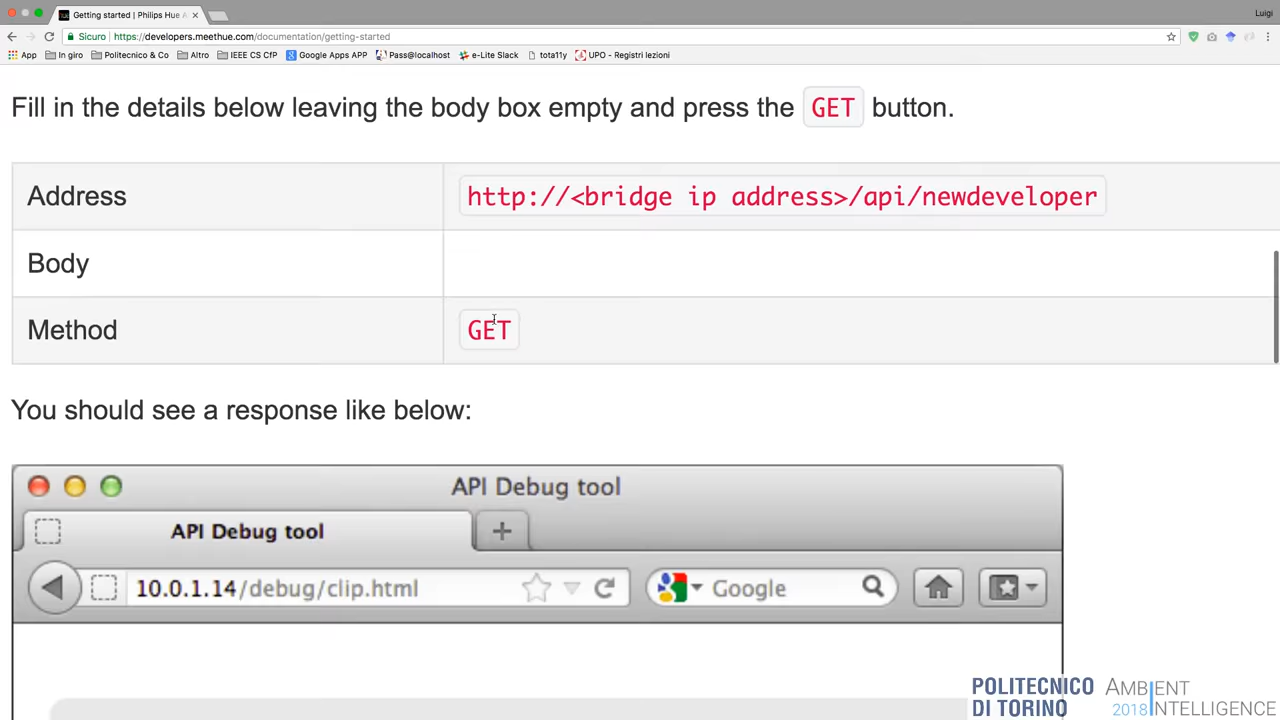 Getting started | Philips Hue A
Luigi
Sicuro
https://developers.meethue.com/documentation/getting-started
App
In giro
Politecnico & Co
Altro
IEEE CS CfP
Google Apps APP
Pass@localhost
e-Lite Slack
tota11y
UPO - Registri lezioni
Fill in the details below leaving the body box empty and press the GET button.
Address
http://<bridge ip address>/api/newdeveloper
Body
Method
GET
You should see a response like below:
API Debug tool
API Debug tool
10.0.1.14/debug/clip.html
Google
POLITECNICO
DI TORINO
AMBIENT
2018 INTELLIGENCE